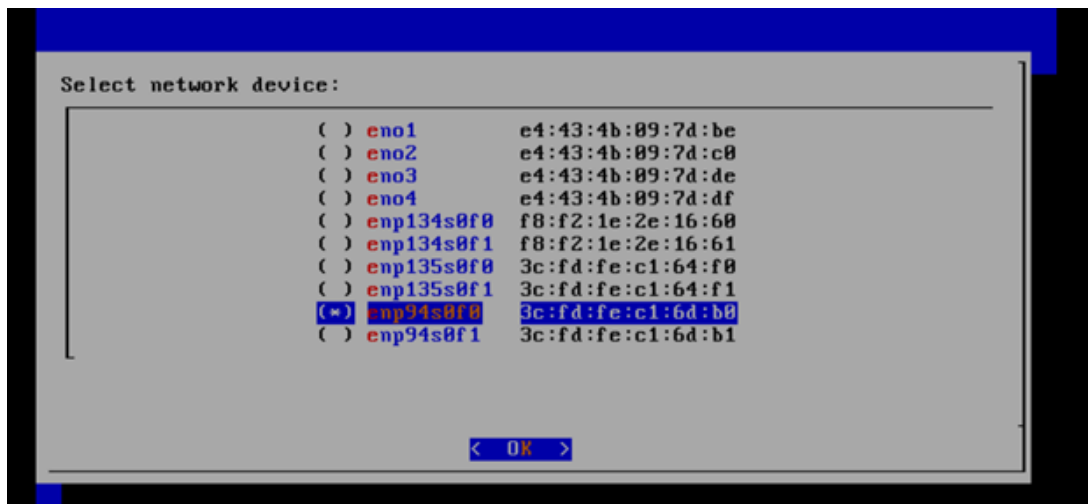 Select network device:
( ) eno1 e4:43:4b:09:7d:be
( ) eno2 e4:43:4b:09:7d:c0
( ) eno3 e4:43:4b:09:7d:de
( ) eno4 e4:43:4b:09:7d:df
( ) enp134s0f0 f8:f2:1e:2e:16:60
( ) enp134s0f1 f8:f2:1e:2e:16:61
( ) enp135s0f0 3c:fd:fe:c1:64:f0
( ) enp135s0f1 3c:fd:fe:c1:64:f1
(*) enp94s0f0 3c:fd:fe:c1:6d:b0
( ) enp94s0f1 3c:fd:fe:c1:6d:b1
< OK >